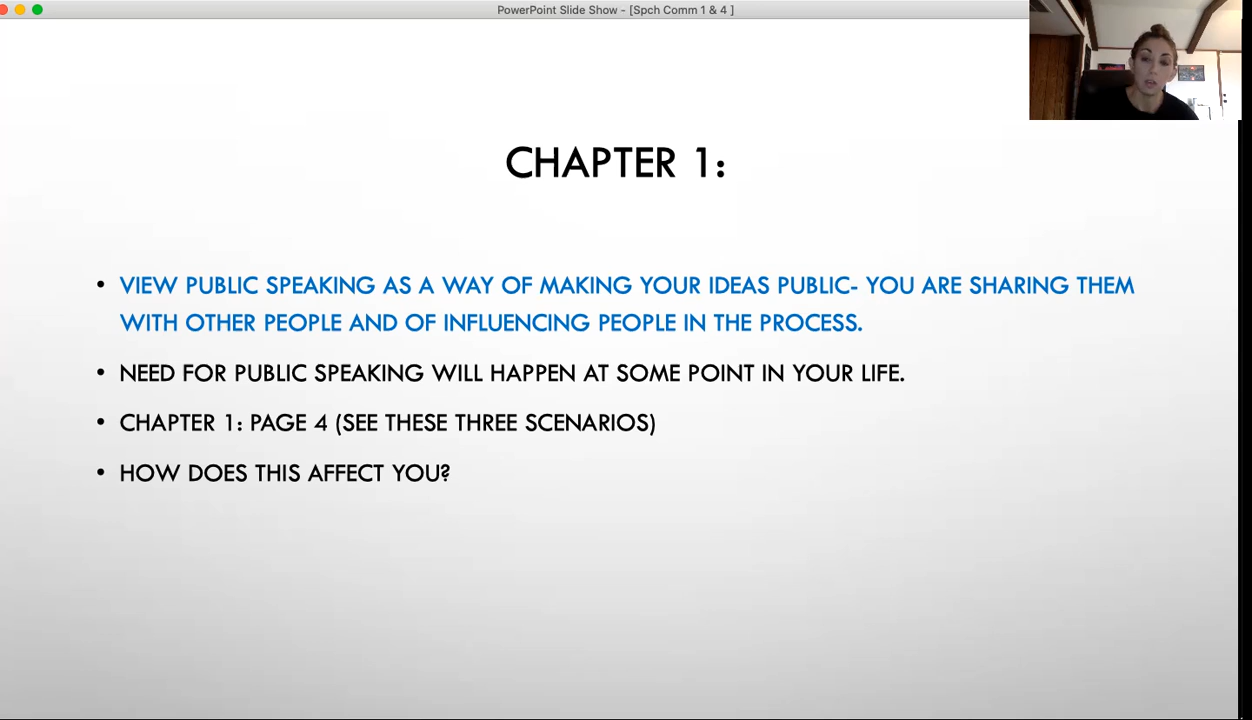 PowerPoint Slide Show - [Spch Comm 1 & 4 ]
CHAPTER 1:
• VIEW PUBLIC SPEAKING AS A WAY OF MAKING YOUR IDEAS PUBLIC- YOU ARE SHARING THEM
WITH OTHER PEOPLE AND OF INFLUENCING PEOPLE IN THE PROCESS.
• NEED FOR PUBLIC SPEAKING WILL HAPPEN AT SOME POINT IN YOUR LIFE.
• CHAPTER 1: PAGE 4 (SEE THESE THREE SCENARIOS)
• HOW DOES THIS AFFECT YOU?